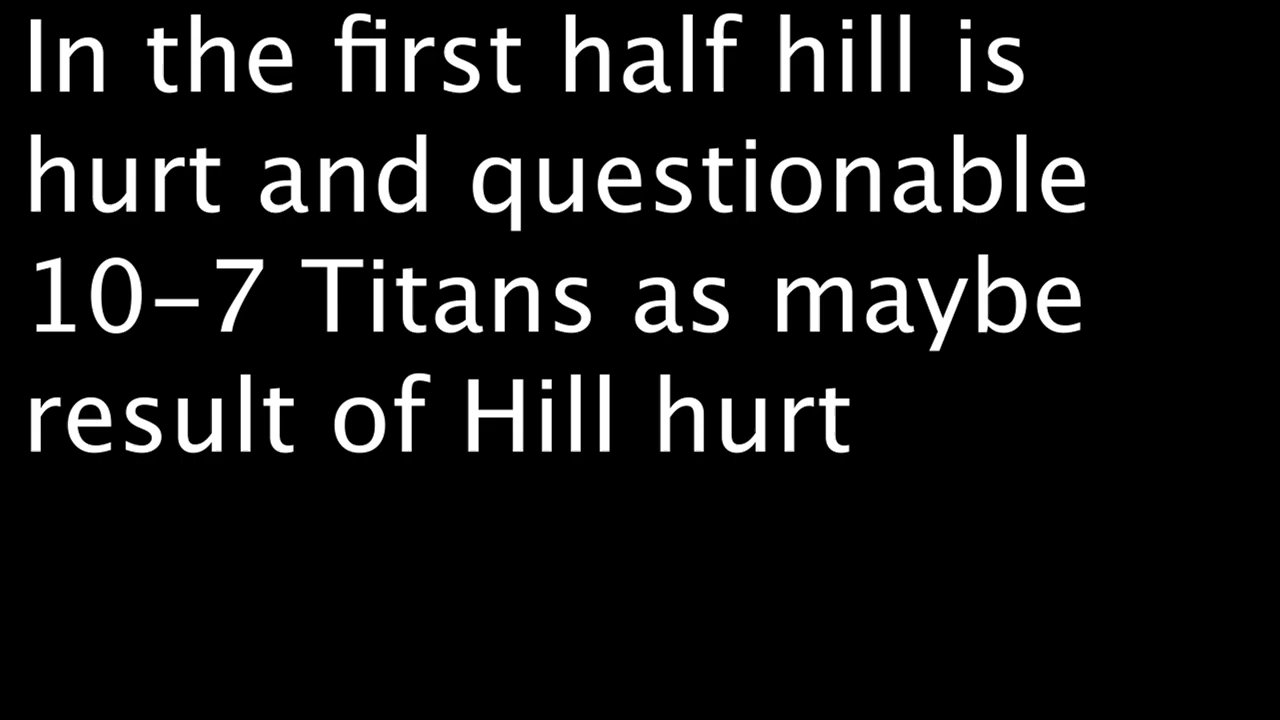 In the first half hill is
hurt and questionable
10-7 Titans as maybe
result of Hill hurt